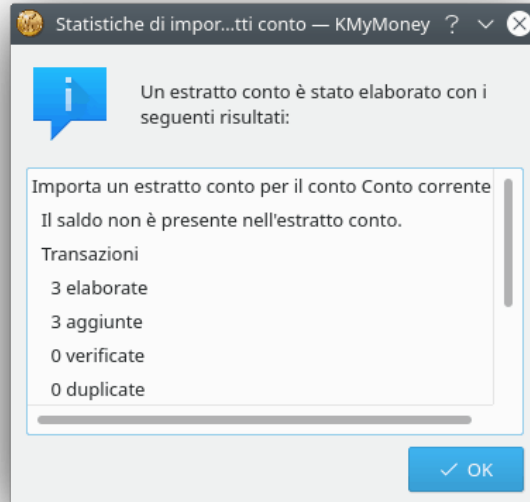 Statistiche di impor...tti conto — KMyMoney
Un estratto conto è stato elaborato con i
seguenti risultati:
Importa un estratto conto per il conto Conto corrente
Il saldo non è presente nell'estratto conto.
Transazioni
3 elaborate
3 aggiunte
0 verificate
0 duplicate
OK